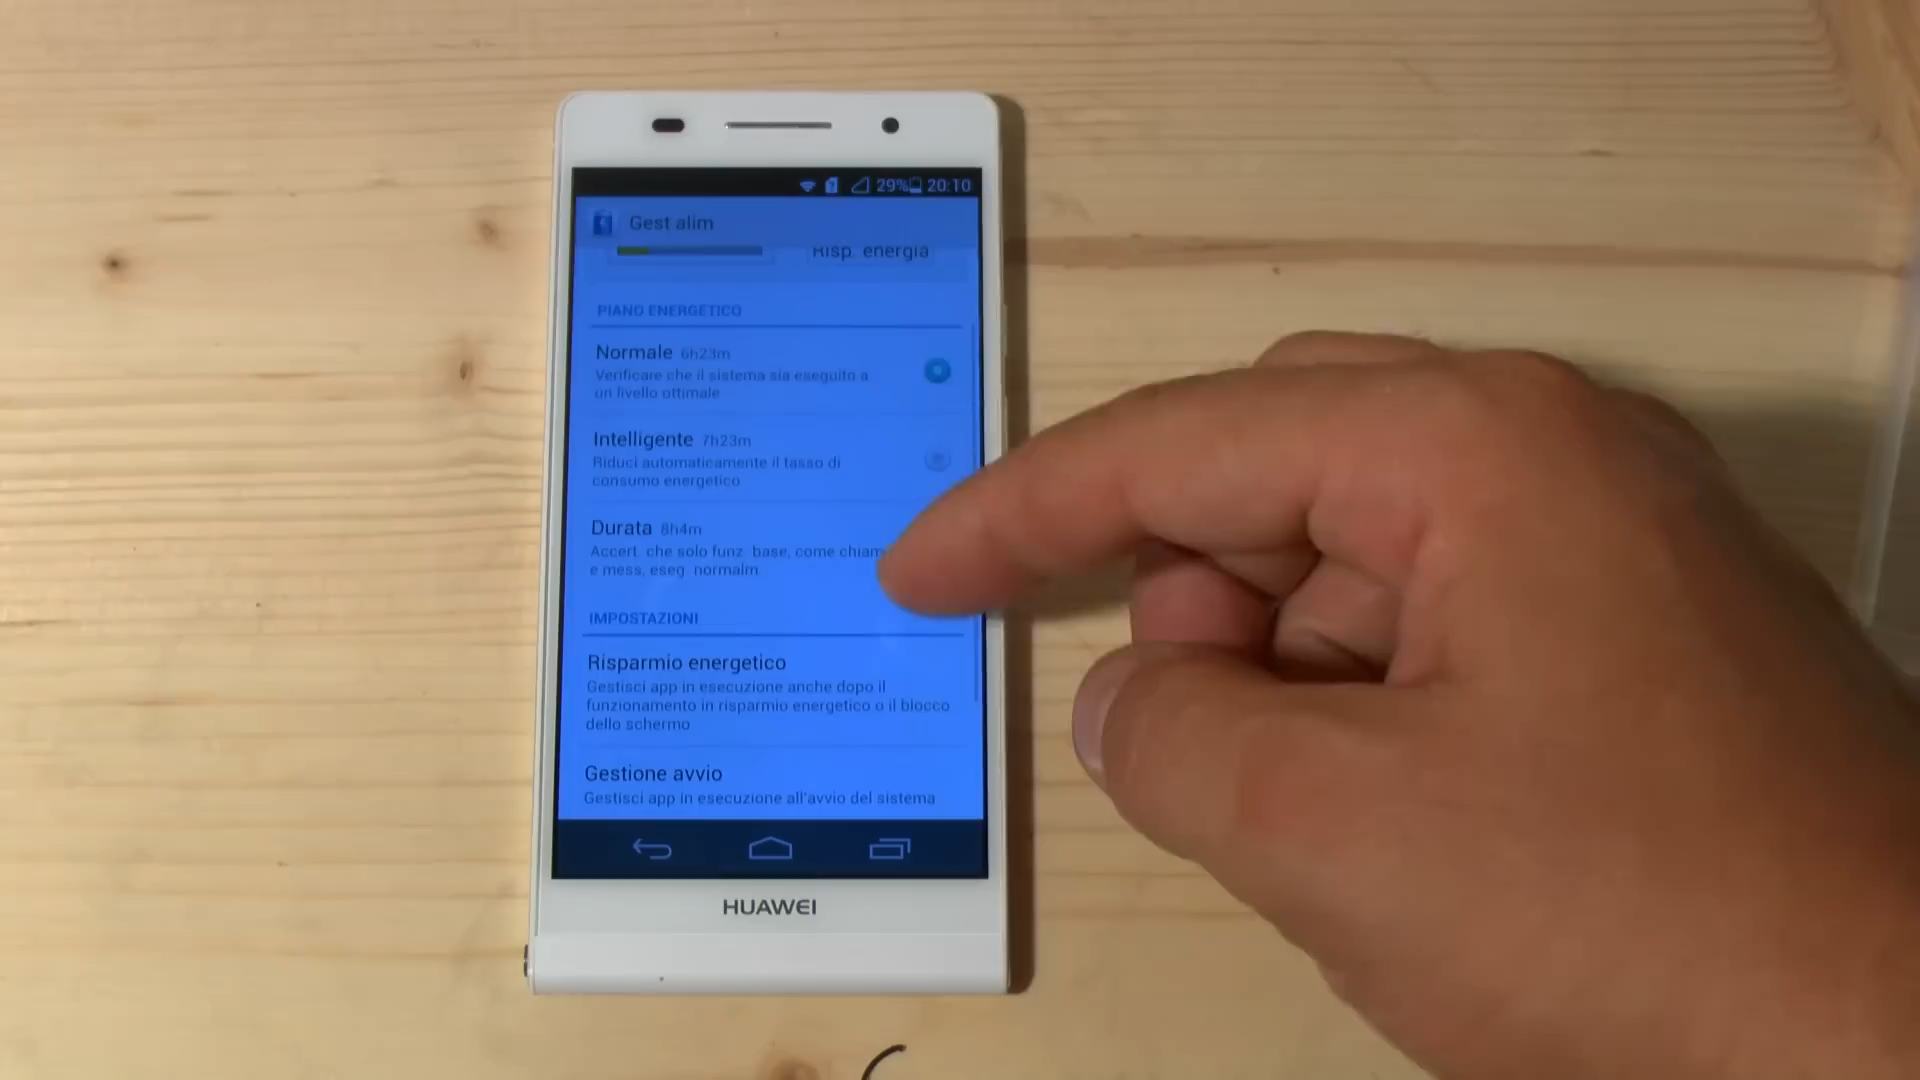 29% 20:10
Gest alim
Risp. energia
PIANO ENERGETICO
Normale 6h23m
Verificare che il sistema sia eseguito a
un livello ottimale
Intelligente 7h23m
Riduci automaticamente il tasso di
consumo energetico
Durata 8h4m
Accert. che solo funz. base, come chiam
e mess, eseg. normalm.
IMPOSTAZIONI
Risparmio energetico
Gestisci app in esecuzione anche dopo il
funzionamento in risparmio energetico o il blocco
dello schermo
Gestione avvio
Gestisci app in esecuzione all'avvio del sistema
HUAWEI